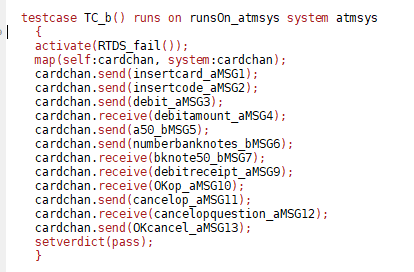 testcase TC_b() runs on runsOn_atmsys system atmsys
{
activate(RTDS_fail());
map(self:cardchan, system:cardchan);
cardchan.send(insertcard_aMSG1);
cardchan.send(insertcode_aMSG2);
cardchan.send(debit_aMSG3);
cardchan.receive(debitamount_aMSG4);
cardchan.send(a50_bMSG5);
cardchan.send(numberbanknotes_bMSG6);
cardchan.receive(bknote50_bMSG7);
cardchan.receive(debitreceipt_aMSG9);
cardchan.receive(OKop_aMSG10);
cardchan.send(cancelop_aMSG11);
cardchan.receive(cancelopquestion_aMSG12);
cardchan.send(OKcancel_aMSG13);
setverdict(pass);
}